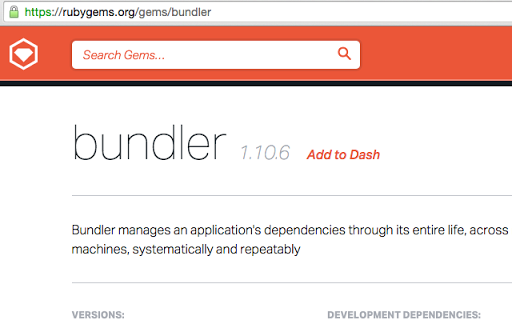 https://rubygems.org/gems/bundler
Search Gems...
bundler 1.10.6 Add to Dash
Bundler manages an application's dependencies through its entire life, across
machines, systematically and repeatably
VERSIONS: DEVELOPMENT DEPENDENCIES: